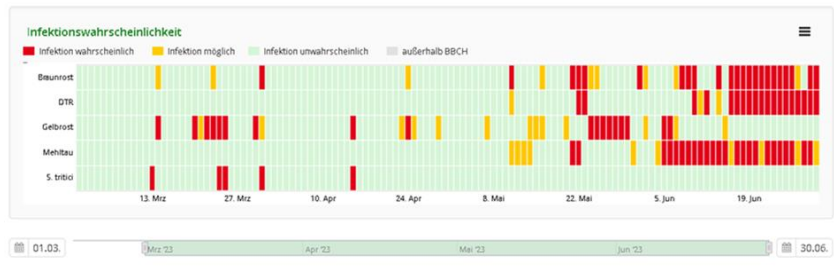 Infektionswahrscheinlichkeit
Infektion wahrscheinlich Infektion möglich Infektion unwahrscheinlich außerhalb BBCH
Braunrost
DTR
Gelbrost
Mehltau
S. tritici
13. Mrz 27. Mrz 10. Apr 24. Apr 8. Mai 22. Mai 5. Jun 19. Jun
01.03. Mrz '23 Apr '23 Mai '23 Jun '23 30.06.